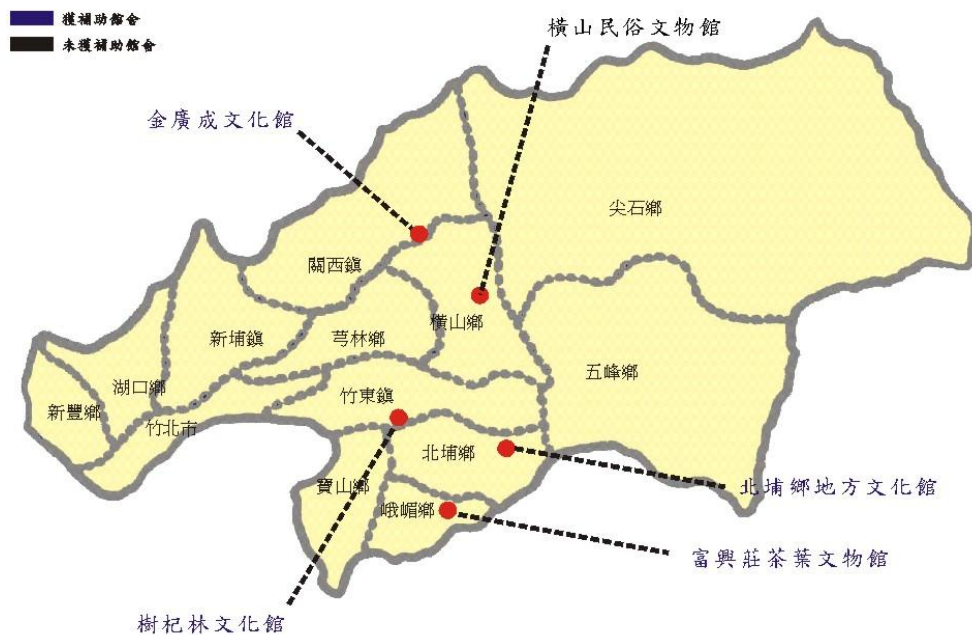 獲補助館舍
未獲補助館舍
橫山民俗文物館
金廣成文化館
尖石鄉
關西鎮
橫山鄉
新埔鎮
芎林鄉
五峰鄉
湖口鄉
竹東鎮
新豐鄉
竹北市
北埔鄉
寶山鄉
北埔鄉地方文化館
峨嵋鄉
富興莊茶葉文物館
樹杞林文化館